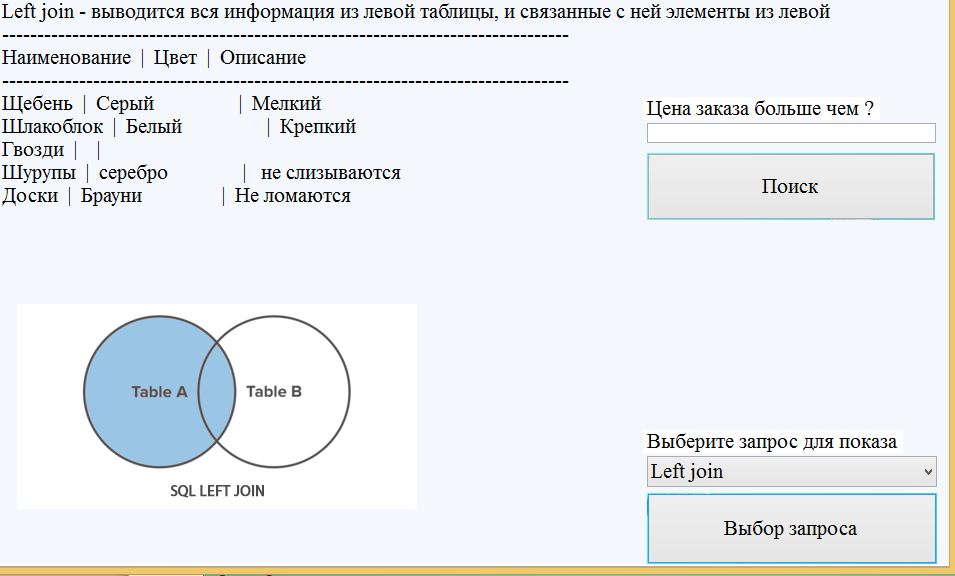 Left join - выводится вся информация из левой таблицы, и связанные с ней элементы из левой
---------------------------------------------------------------------------------
Наименование | Цвет | Описание
---------------------------------------------------------------------------------
Щебень | Серый | Мелкий
Шлакоблок | Белый | Крепкий
Гвозди | |
Шурупы | серебро | не слизываются
Доски | Брауни | Не ломаются
Цена заказа больше чем ?
Поиск
Table A
Table B
SQL LEFT JOIN
Выберите запрос для показа
Left join
Выбор запроса